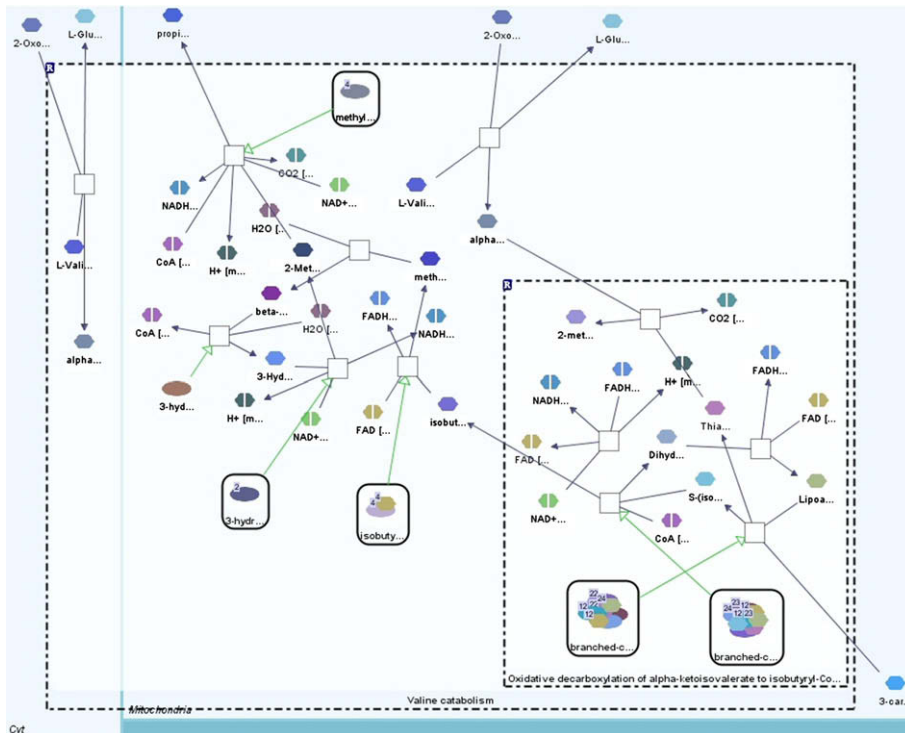 2-Oxo...
L-Glu...
propi...
2-Oxo...
L-Glu...
R
4
methyl...
CO2 [...
NADH...
NAD+...
L-Vali...
H2O [...
CoA [...
H+ [m...
2-Met...
alpha...
L-Vali...
meth...
R
beta-...
FADH...
CoA [...
H2O [...
NADH...
2-met...
CO2 [...
alpha...
3-Hyd...
NADH...
FADH...
H+ [m...
FADH...
3-hyd...
H+ [m...
NAD+...
FAD [...
isobut...
Thia...
FAD [...
FAD [...
Dihyd...
S-(iso...
Lipoa...
NAD+...
CoA [...
2
3-hydr...
4
4
isobuty...
22
24
12
12
branched-c...
23
24
12
12
23
branched-c...
Oxidative decarboxylation of alpha-ketoisovalerate to isobutyryl-Co...
Valine catabolism
3-car...
Mitochondria
Cyt